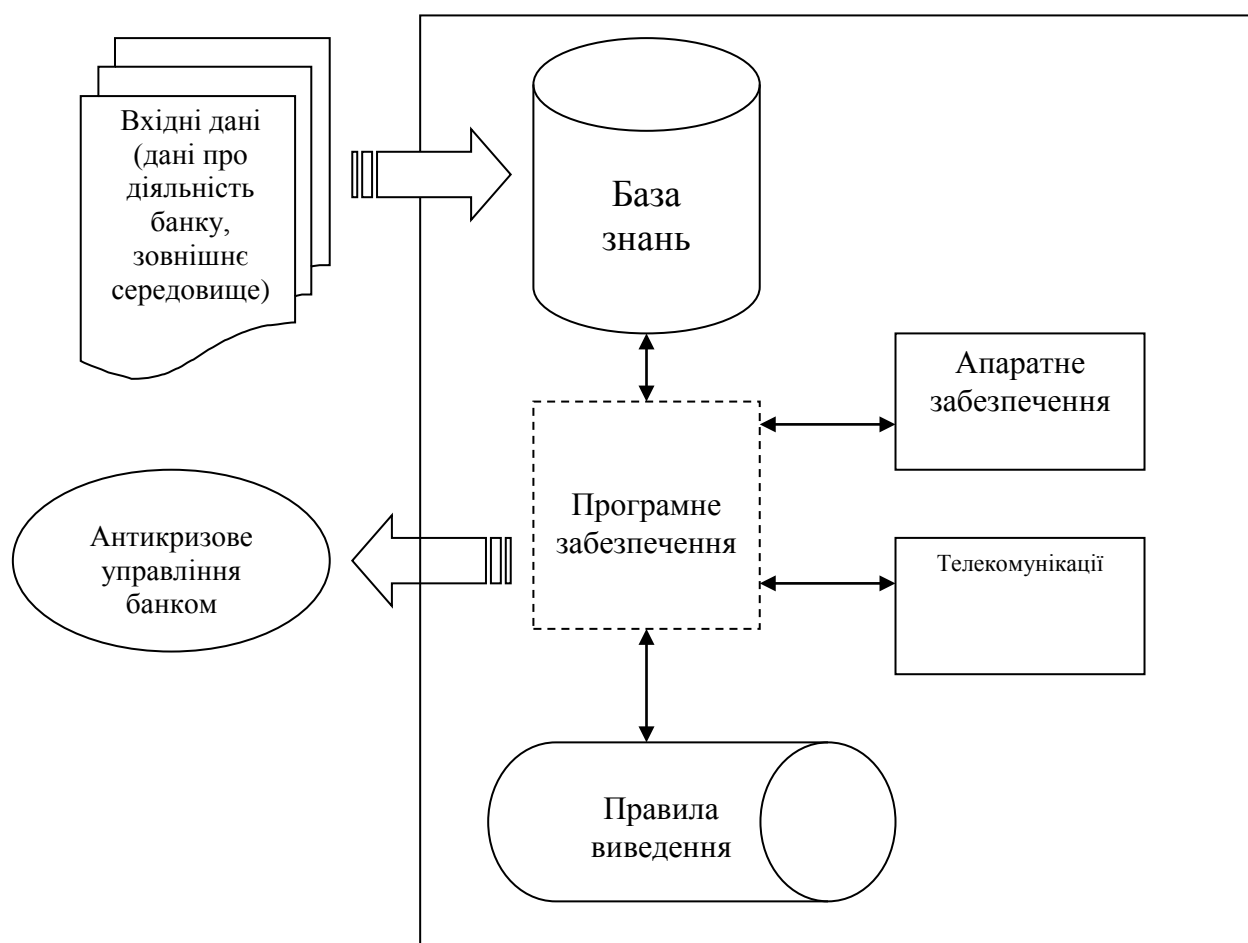 Вхідні дані
(дані про
діяльність
банку,
зовнішнє
середовище)
База
знань
Апаратне
забезпечення
Програмне
забезпечення
Антикризове
управління
банком
Телекомунікації
Правила
виведення